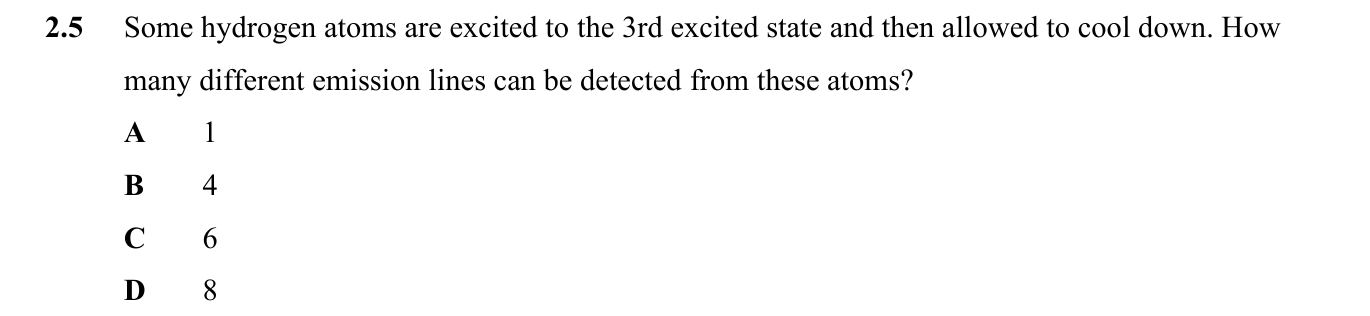 2.5 Some hydrogen atoms are excited to the 3rd excited state and then allowed to cool down. How
many different emission lines can be detected from these atoms?
A 1
B 4
C 6
D 8